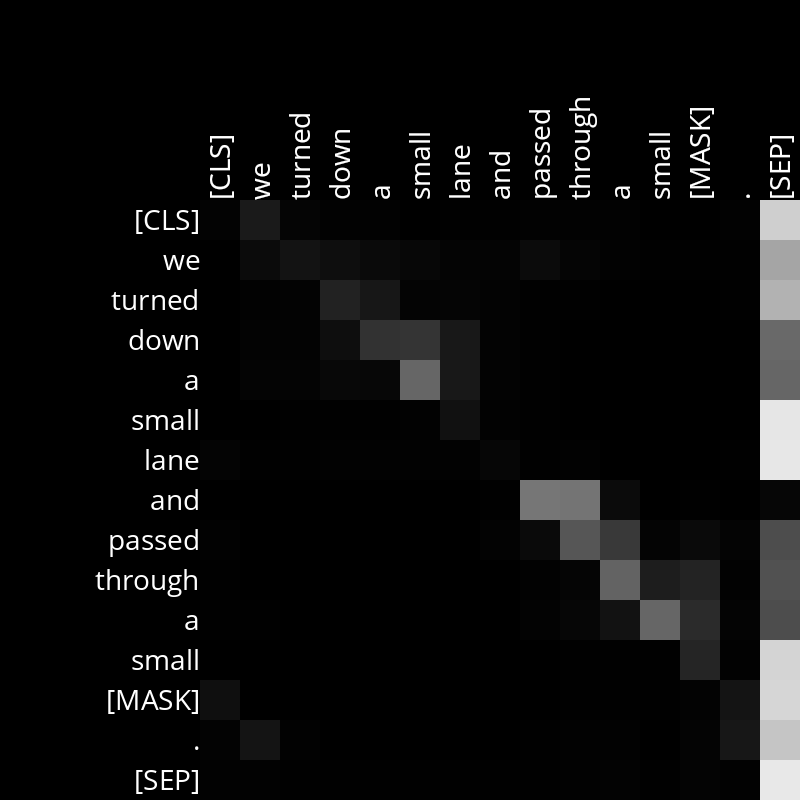 [CLS] we turned down a small lane and passed through a small [MASK] . [SEP]
[CLS]
we
turned
down
a
small
lane
and
passed
through
a
small
[MASK]
.
[SEP]